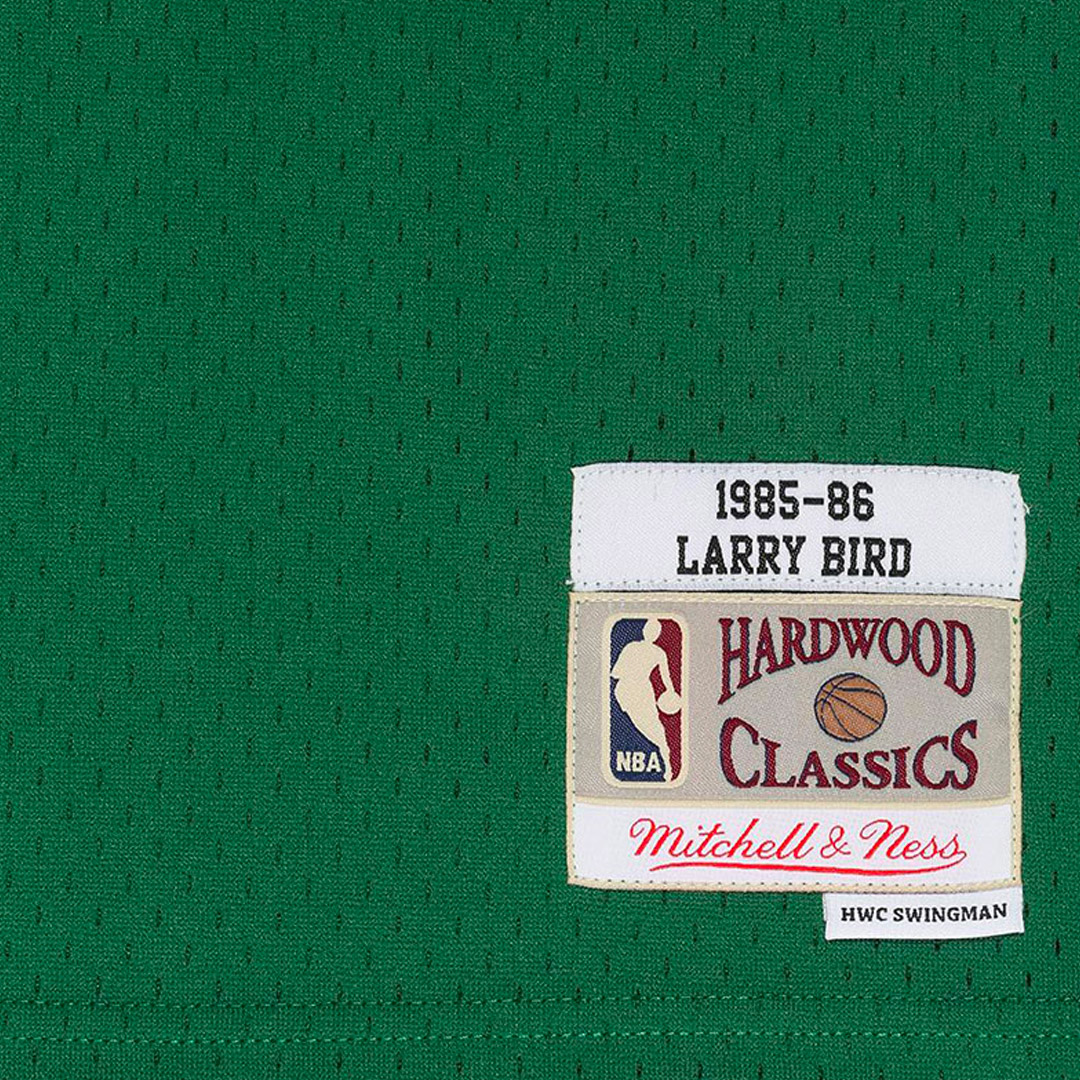 1985-86
LARRY BIRD
NBA
HARDWOOD
CLASSICS
Mitchell & Ness
HWC SWINGMAN